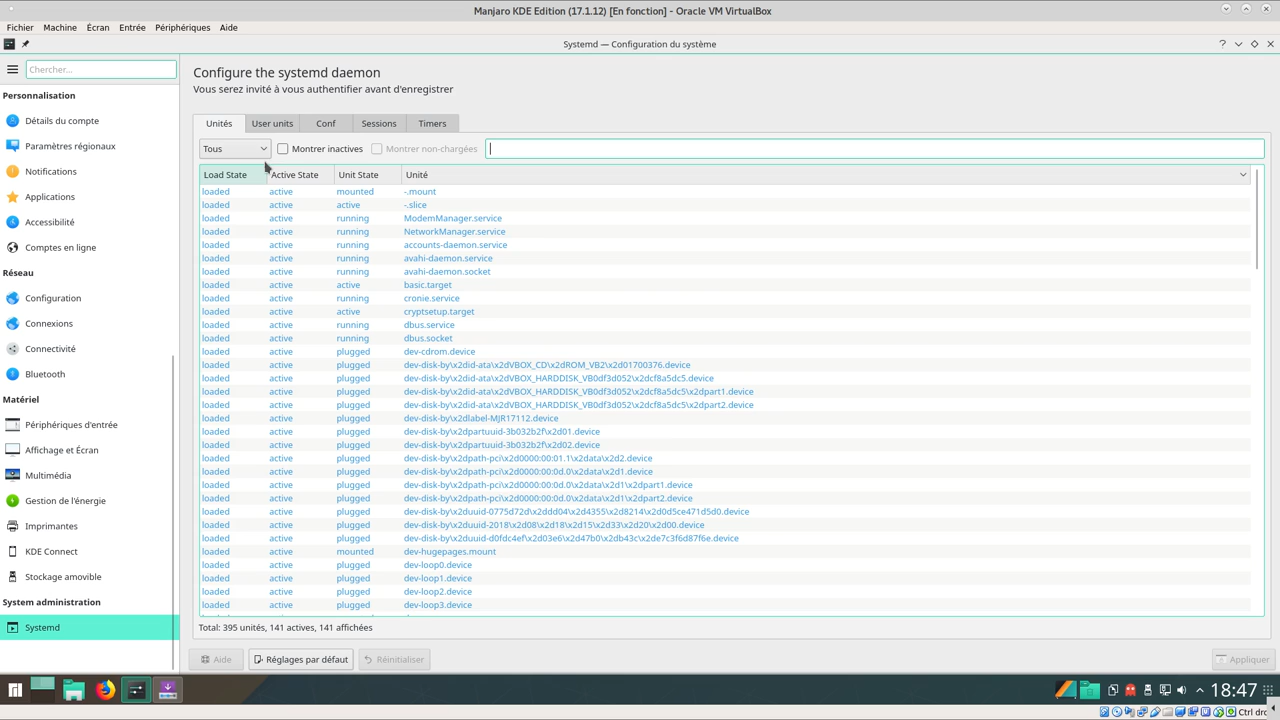 Manjaro KDE Edition (17.1.12) [En fonction] - Oracle VM VirtualBox
Fichier Machine Écran Entrée Périphériques Aide
Systemd — Configuration du système
Chercher...
Personnalisation
Détails du compte
Paramètres régionaux
Notifications
Applications
Accessibilité
Comptes en ligne
Réseau
Configuration
Connexions
Connectivité
Bluetooth
Matériel
Périphériques d'entrée
Affichage et Écran
Multimédia
Gestion de l'énergie
Imprimantes
KDE Connect
Stockage amovible
System administration
Systemd
Configure the systemd daemon
Vous serez invité à vous authentifier avant d'enregistrer
Unités User units Conf Sessions Timers
Tous Montrer inactives Montrer non-chargées
Load State Active State Unit State Unité
loaded active mounted -.mount
loaded active active -.slice
loaded active running ModemManager.service
loaded active running NetworkManager.service
loaded active running accounts-daemon.service
loaded active running avahi-daemon.service
loaded active running avahi-daemon.socket
loaded active active basic.target
loaded active running cronie.service
loaded active active cryptsetup.target
loaded active running dbus.service
loaded active running dbus.socket
loaded active plugged dev-cdrom.device
loaded active plugged dev-disk-by\x2did-ata\x2dVBOX_CD\x2dROM_VB2\x2d01700376.device
loaded active plugged dev-disk-by\x2did-ata\x2dVBOX_HARDDISK_VB0df3d052\x2dcf8a5dc5.device
loaded active plugged dev-disk-by\x2did-ata\x2dVBOX_HARDDISK_VB0df3d052\x2dcf8a5dc5\x2dpart1.device
loaded active plugged dev-disk-by\x2did-ata\x2dVBOX_HARDDISK_VB0df3d052\x2dcf8a5dc5\x2dpart2.device
loaded active plugged dev-disk-by\x2dlabel-MJR17112.device
loaded active plugged dev-disk-by\x2dpartuuid-3b032b2f\x2d01.device
loaded active plugged dev-disk-by\x2dpartuuid-3b032b2f\x2d02.device
loaded active plugged dev-disk-by\x2dpath-pci\x2d0000:00:01.1\x2data\x2d2.device
loaded active plugged dev-disk-by\x2dpath-pci\x2d0000:00:0d.0\x2data\x2d1.device
loaded active plugged dev-disk-by\x2dpath-pci\x2d0000:00:0d.0\x2data\x2d1\x2dpart1.device
loaded active plugged dev-disk-by\x2dpath-pci\x2d0000:00:0d.0\x2data\x2d1\x2dpart2.device
loaded active plugged dev-disk-by\x2duuid-0775d72d\x2ddd04\x2d4355\x2d8214\x2d0d5ce471d5d0.device
loaded active plugged dev-disk-by\x2duuid-2018\x2d08\x2d18\x2d15\x2d33\x2d20\x2d00.device
loaded active plugged dev-disk-by\x2duuid-d0fdc4ef\x2d03e6\x2d47b0\x2db43c\x2de7c3f6d87f6e.device
loaded active mounted dev-hugepages.mount
loaded active plugged dev-loop0.device
loaded active plugged dev-loop1.device
loaded active plugged dev-loop2.device
loaded active plugged dev-loop3.device
Total: 395 unités, 141 actives, 141 affichées
Aide Réglages par défaut Réinitialiser Appliquer
18:47